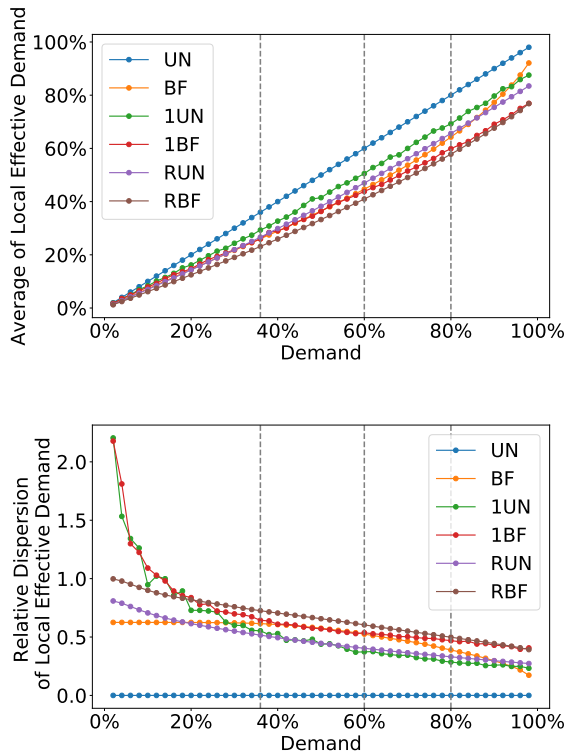 100%
80%
60%
40%
20%
0%
Average of Local Effective Demand
UN
BF
1UN
1BF
RUN
RBF
0% 20% 40% 60% 80% 100%
Demand
2.0
1.5
1.0
0.5
0.0
Relative Dispersion
of Local Effective Demand
UN
BF
1UN
1BF
RUN
RBF
0% 20% 40% 60% 80% 100%
Demand